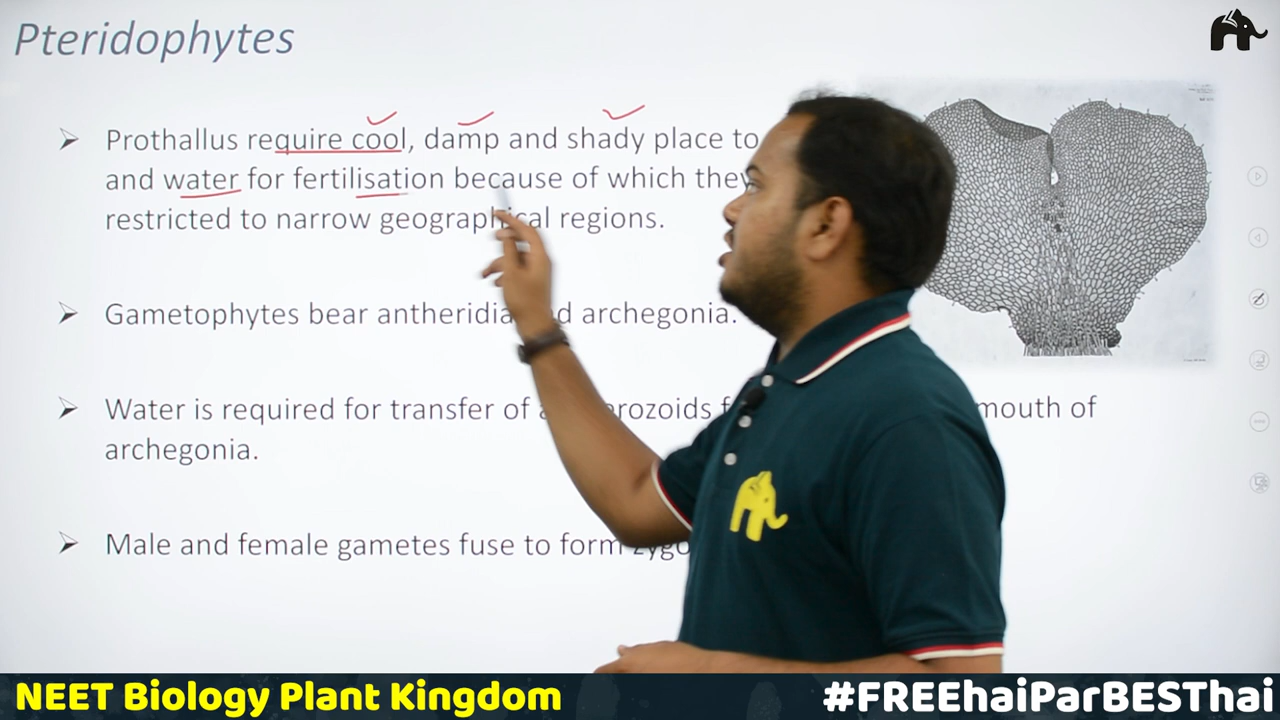 Pteridophytes
Prothallus require cool, damp and shady place to
and water for fertilisation because of which they
restricted to narrow geographical regions.
Gametophytes bear antheridia archegonia.
Water is required for transfer of mouth of
archegonia.
Male and female gametes fuse to form
NEET Biology Plant Kingdom
#FREEhaiParBESThai